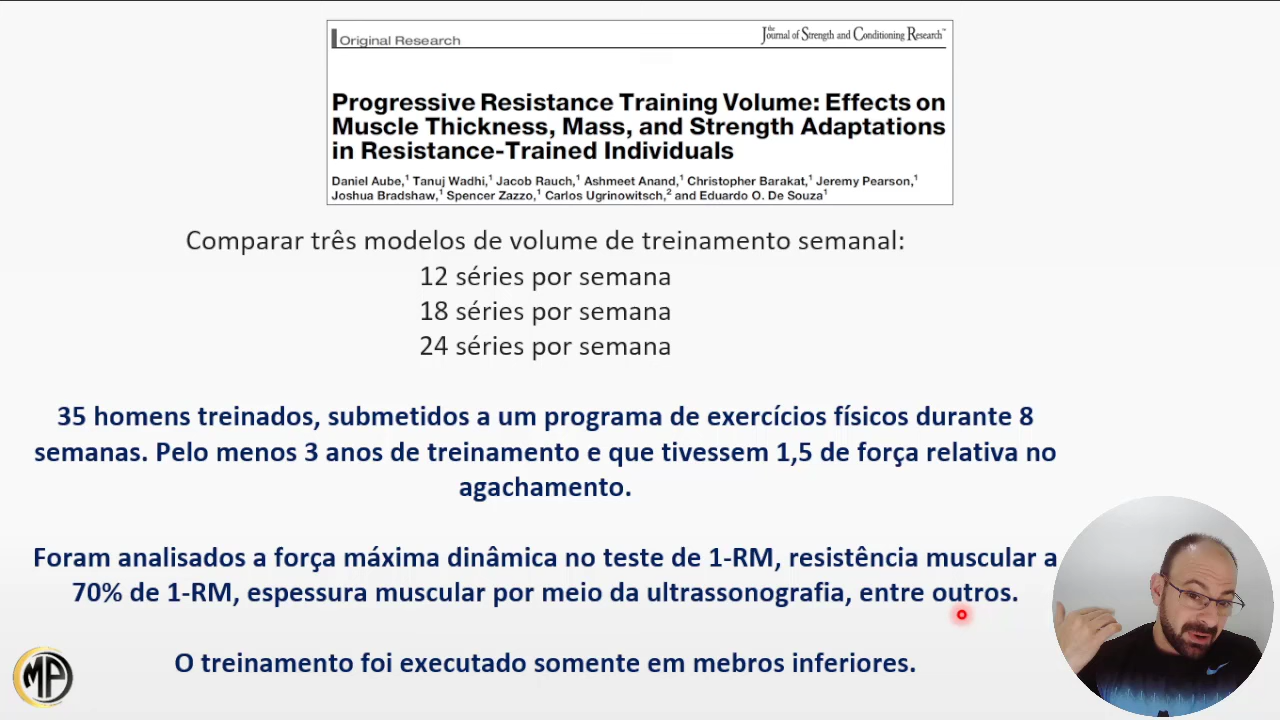 Original Research
the Journal of Strength and Conditioning Research™
Progressive Resistance Training Volume: Effects on
Muscle Thickness, Mass, and Strength Adaptations
in Resistance-Trained Individuals
Daniel Aube,¹ Tanuj Wadhi,¹ Jacob Rauch,¹ Ashmeet Anand,¹ Christopher Barakat,¹ Jeremy Pearson,¹
Joshua Bradshaw,¹ Spencer Zazzo,¹ Carlos Ugrinowitsch,² and Eduardo O. De Souza¹
Comparar três modelos de volume de treinamento semanal:
12 séries por semana
18 séries por semana
24 séries por semana
35 homens treinados, submetidos a um programa de exercícios físicos durante 8
semanas. Pelo menos 3 anos de treinamento e que tivessem 1,5 de força relativa no
agachamento.
Foram analisados a força máxima dinâmica no teste de 1-RM, resistência muscular a
70% de 1-RM, espessura muscular por meio da ultrassonografia, entre outros.
O treinamento foi executado somente em mebros inferiores.
MP